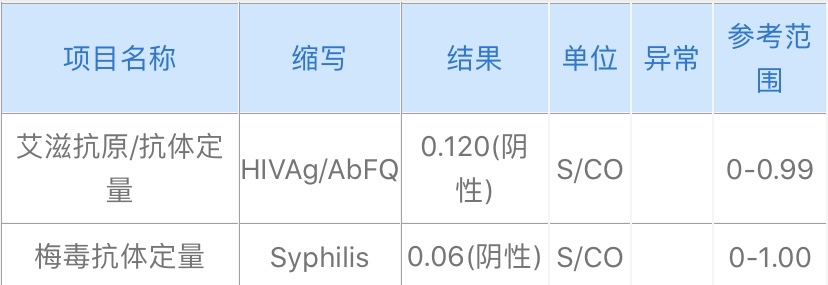 项目名称 缩写 结果 单位 异常 参考范
围
艾滋抗原/抗体定
量 HIVAg/AbFQ 0.120(阴
性) S/CO 0-0.99
梅毒抗体定量 Syphilis 0.06(阴性) S/CO 0-1.00